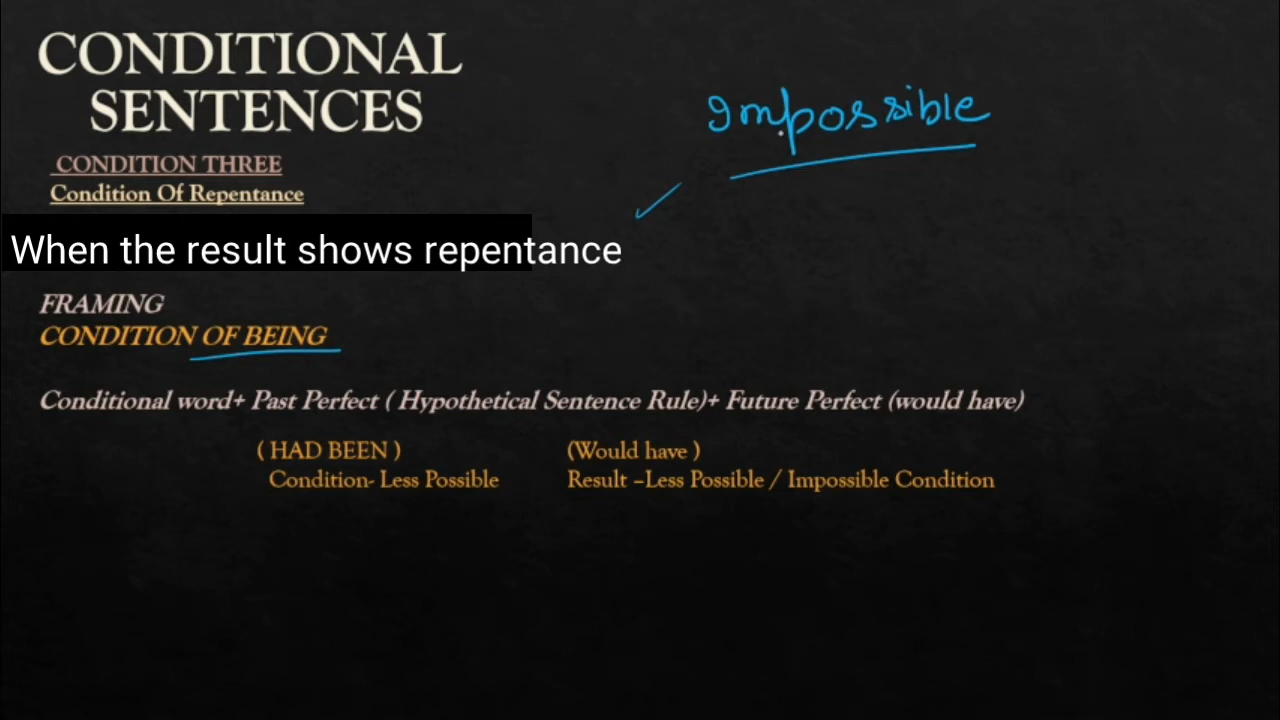 CONDITIONAL
SENTENCES
Impossible
CONDITION THREE
Condition Of Repentance
When the result shows repentance
FRAMING
CONDITION OF BEING
Conditional word+ Past Perfect ( Hypothetical Sentence Rule)+ Future Perfect (would have)
( HAD BEEN ) (Would have )
Condition- Less Possible Result –Less Possible / Impossible Condition